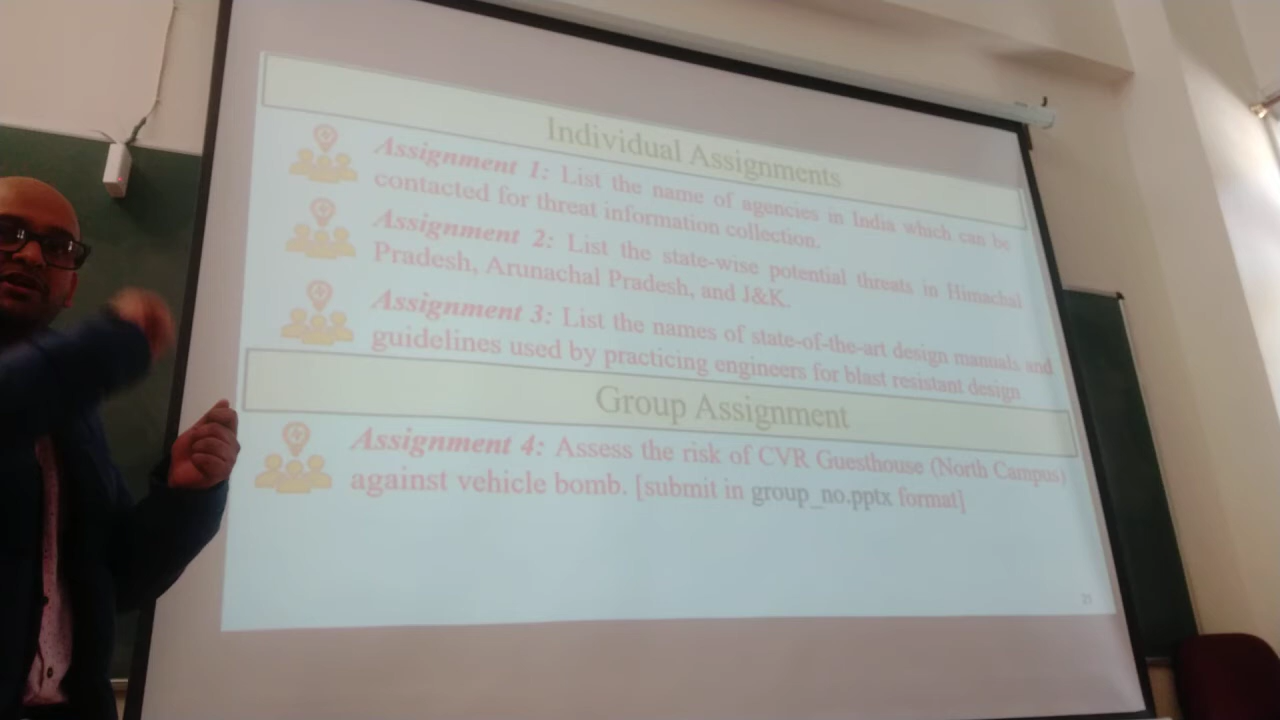 Individual Assignments
Assignment 1: List the name of agencies in India which can be
contacted for threat information collection.
Assignment 2: List the state-wise potential threats in Himachal
Pradesh, Arunachal Pradesh, and J&K.
Assignment 3: List the names of state-of-the-art design manuals and
guidelines used by practicing engineers for blast resistant design
Group Assignment
Assignment 4: Assess the risk of CVR Guesthouse (North Campus)
against vehicle bomb. [submit in group_no.pptx format]